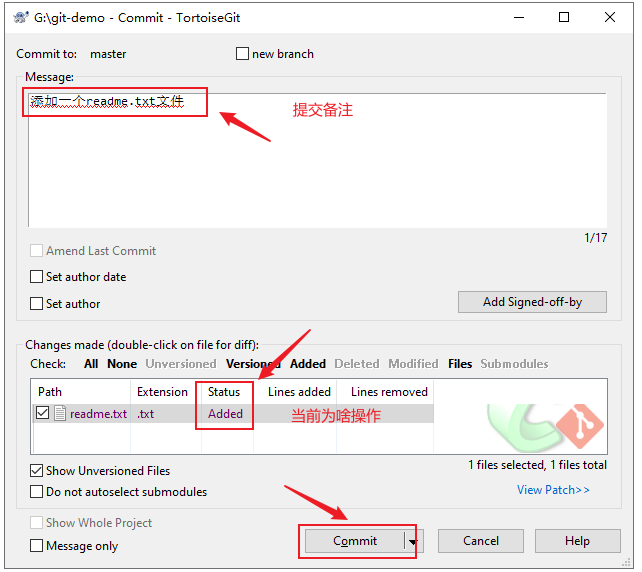 G:\git-demo - Commit - TortoiseGit
Commit to: master new branch
Message:
添加一个readme.txt文件
提交备注
1/17
Amend Last Commit
Set author date
Set author
Add Signed-off-by
Changes made (double-click on file for diff):
Check: All None Unversioned Versioned Added Deleted Modified Files Submodules
Path Extension Status Lines added Lines removed
readme.txt .txt Added
当前为啥操作
Show Unversioned Files
1 files selected, 1 files total
Do not autoselect submodules
View Patch>>
Show Whole Project
Message only
Commit Cancel Help